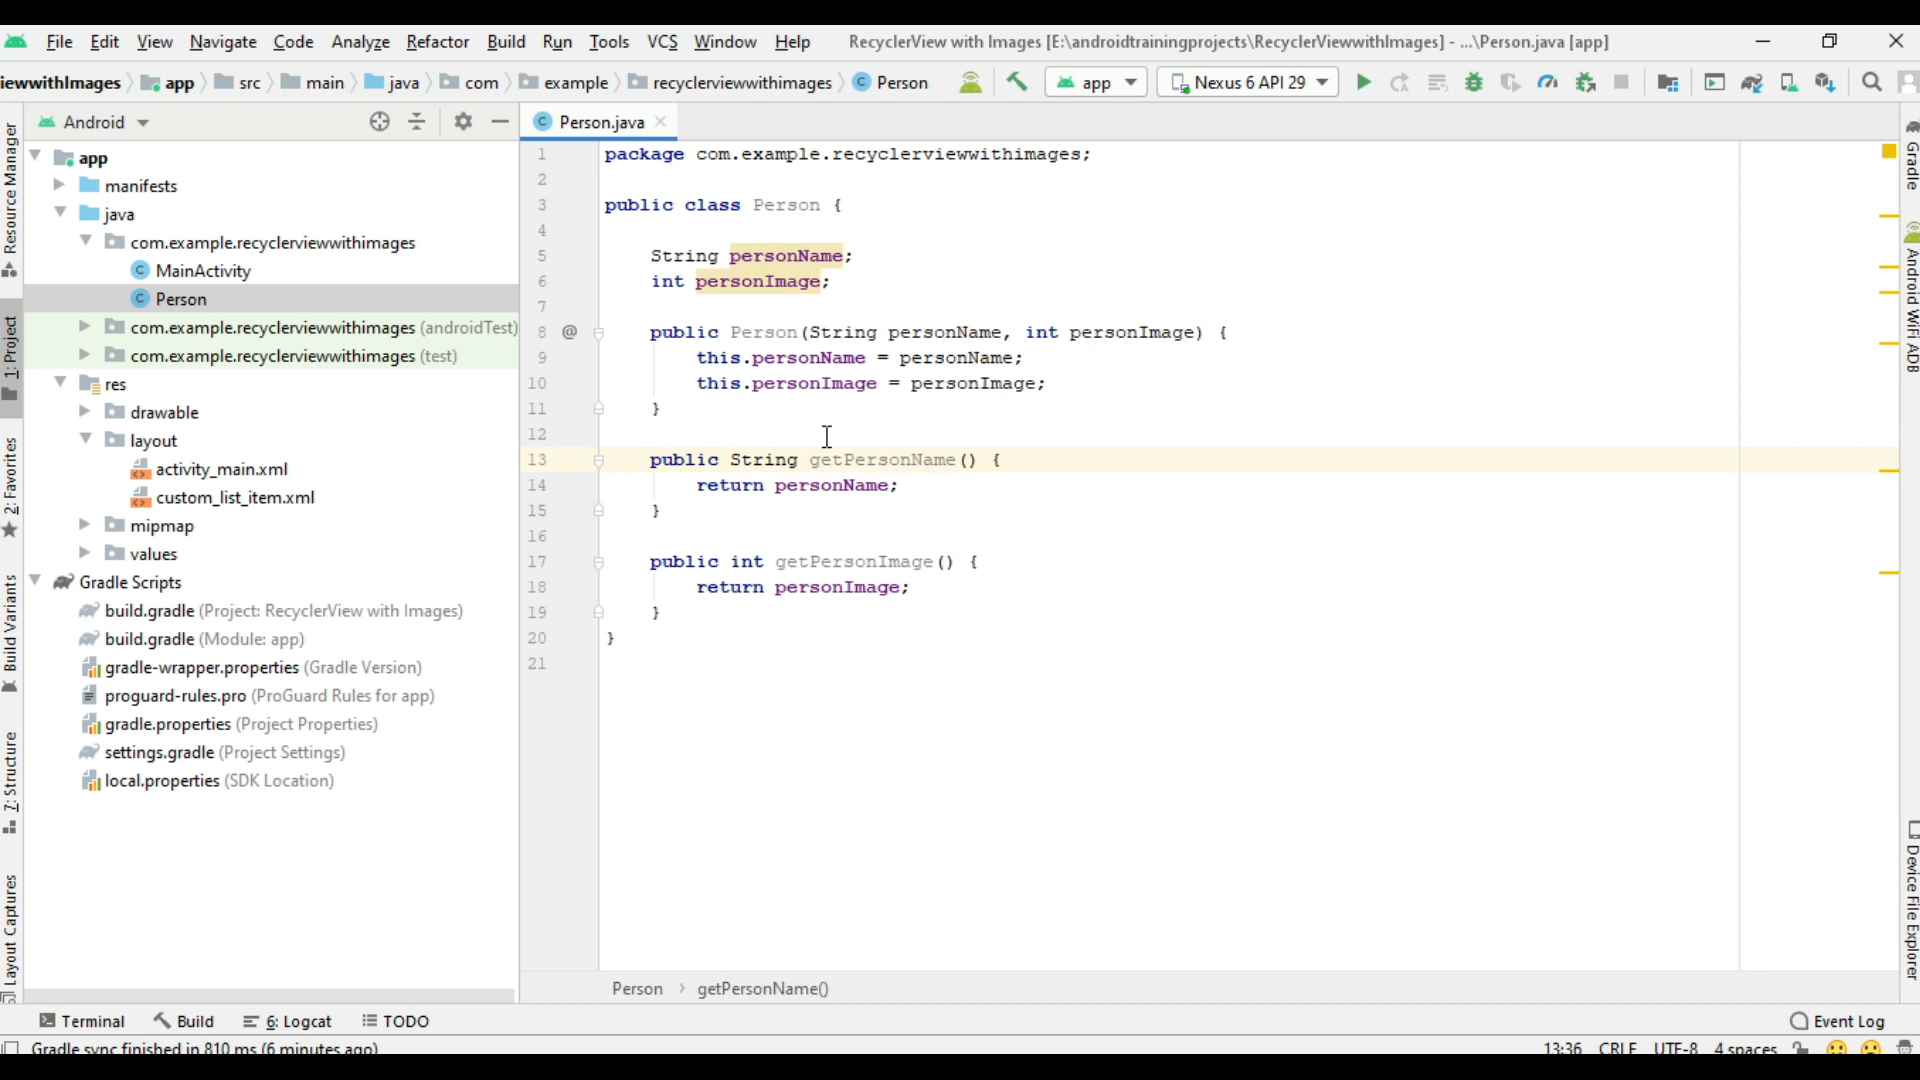 File Edit View Navigate Code Analyze Refactor Build Run Tools VCS Window Help RecyclerView with Images [E:\androidtrainingprojects\RecyclerViewwithImages] - ...\Person.java [app]
iewwithImages app src main java com example recyclerviewwithimages Person app Nexus 6 API 29
Android
Person.java
Resource Manager
1: Project
2: Favorites
Build Variants
7: Structure
Layout Captures
app
manifests
java
com.example.recyclerviewwithimages
MainActivity
Person
com.example.recyclerviewwithimages (androidTest)
com.example.recyclerviewwithimages (test)
res
drawable
layout
activity_main.xml
custom_list_item.xml
mipmap
values
Gradle Scripts
build.gradle (Project: RecyclerView with Images)
build.gradle (Module: app)
gradle-wrapper.properties (Gradle Version)
proguard-rules.pro (ProGuard Rules for app)
gradle.properties (Project Properties)
settings.gradle (Project Settings)
local.properties (SDK Location)
1 package com.example.recyclerviewwithimages;
2
3 public class Person {
4
5 String personName;
6 int personImage;
7
8 @ public Person(String personName, int personImage) {
9 this.personName = personName;
10 this.personImage = personImage;
11 }
12
13 public String getPersonName() {
14 return personName;
15 }
16
17 public int getPersonImage() {
18 return personImage;
19 }
20 }
21
Gradle
Android WiFi ADB
Device File Explorer
Person › getPersonName()
Terminal Build 6: Logcat TODO Event Log
Gradle sync finished in 810 ms (6 minutes ago) 13:36 CRLF UTF-8 4 spaces